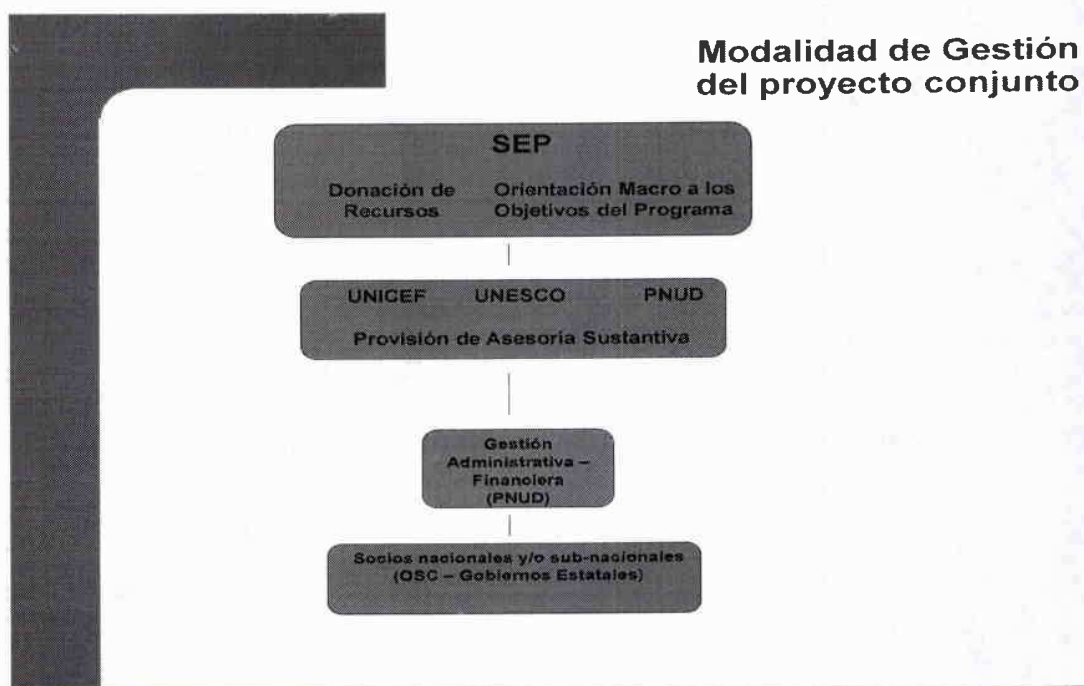 Modalidad de Gestión
del proyecto conjunto
SEP
Donación de Recursos
Orientación Macro a los
Objetivos del Programa
UNICEF UNESCO PNUD
Provisión de Asesoría Sustantiva
Gestión
Administrativa –
Financiera
(PNUD)
Socios nacionales y/o sub-nacionales
(OSC – Gobiernos Estatales)